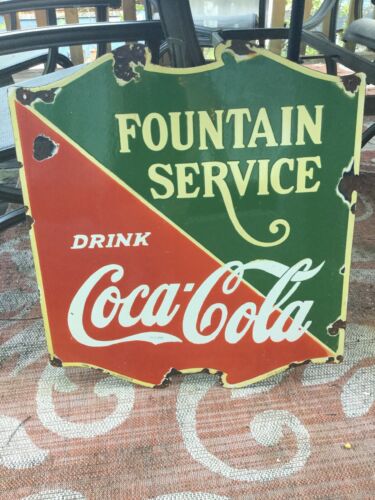 FOUNTAIN
SERVICE
DRINK
Coca-Cola